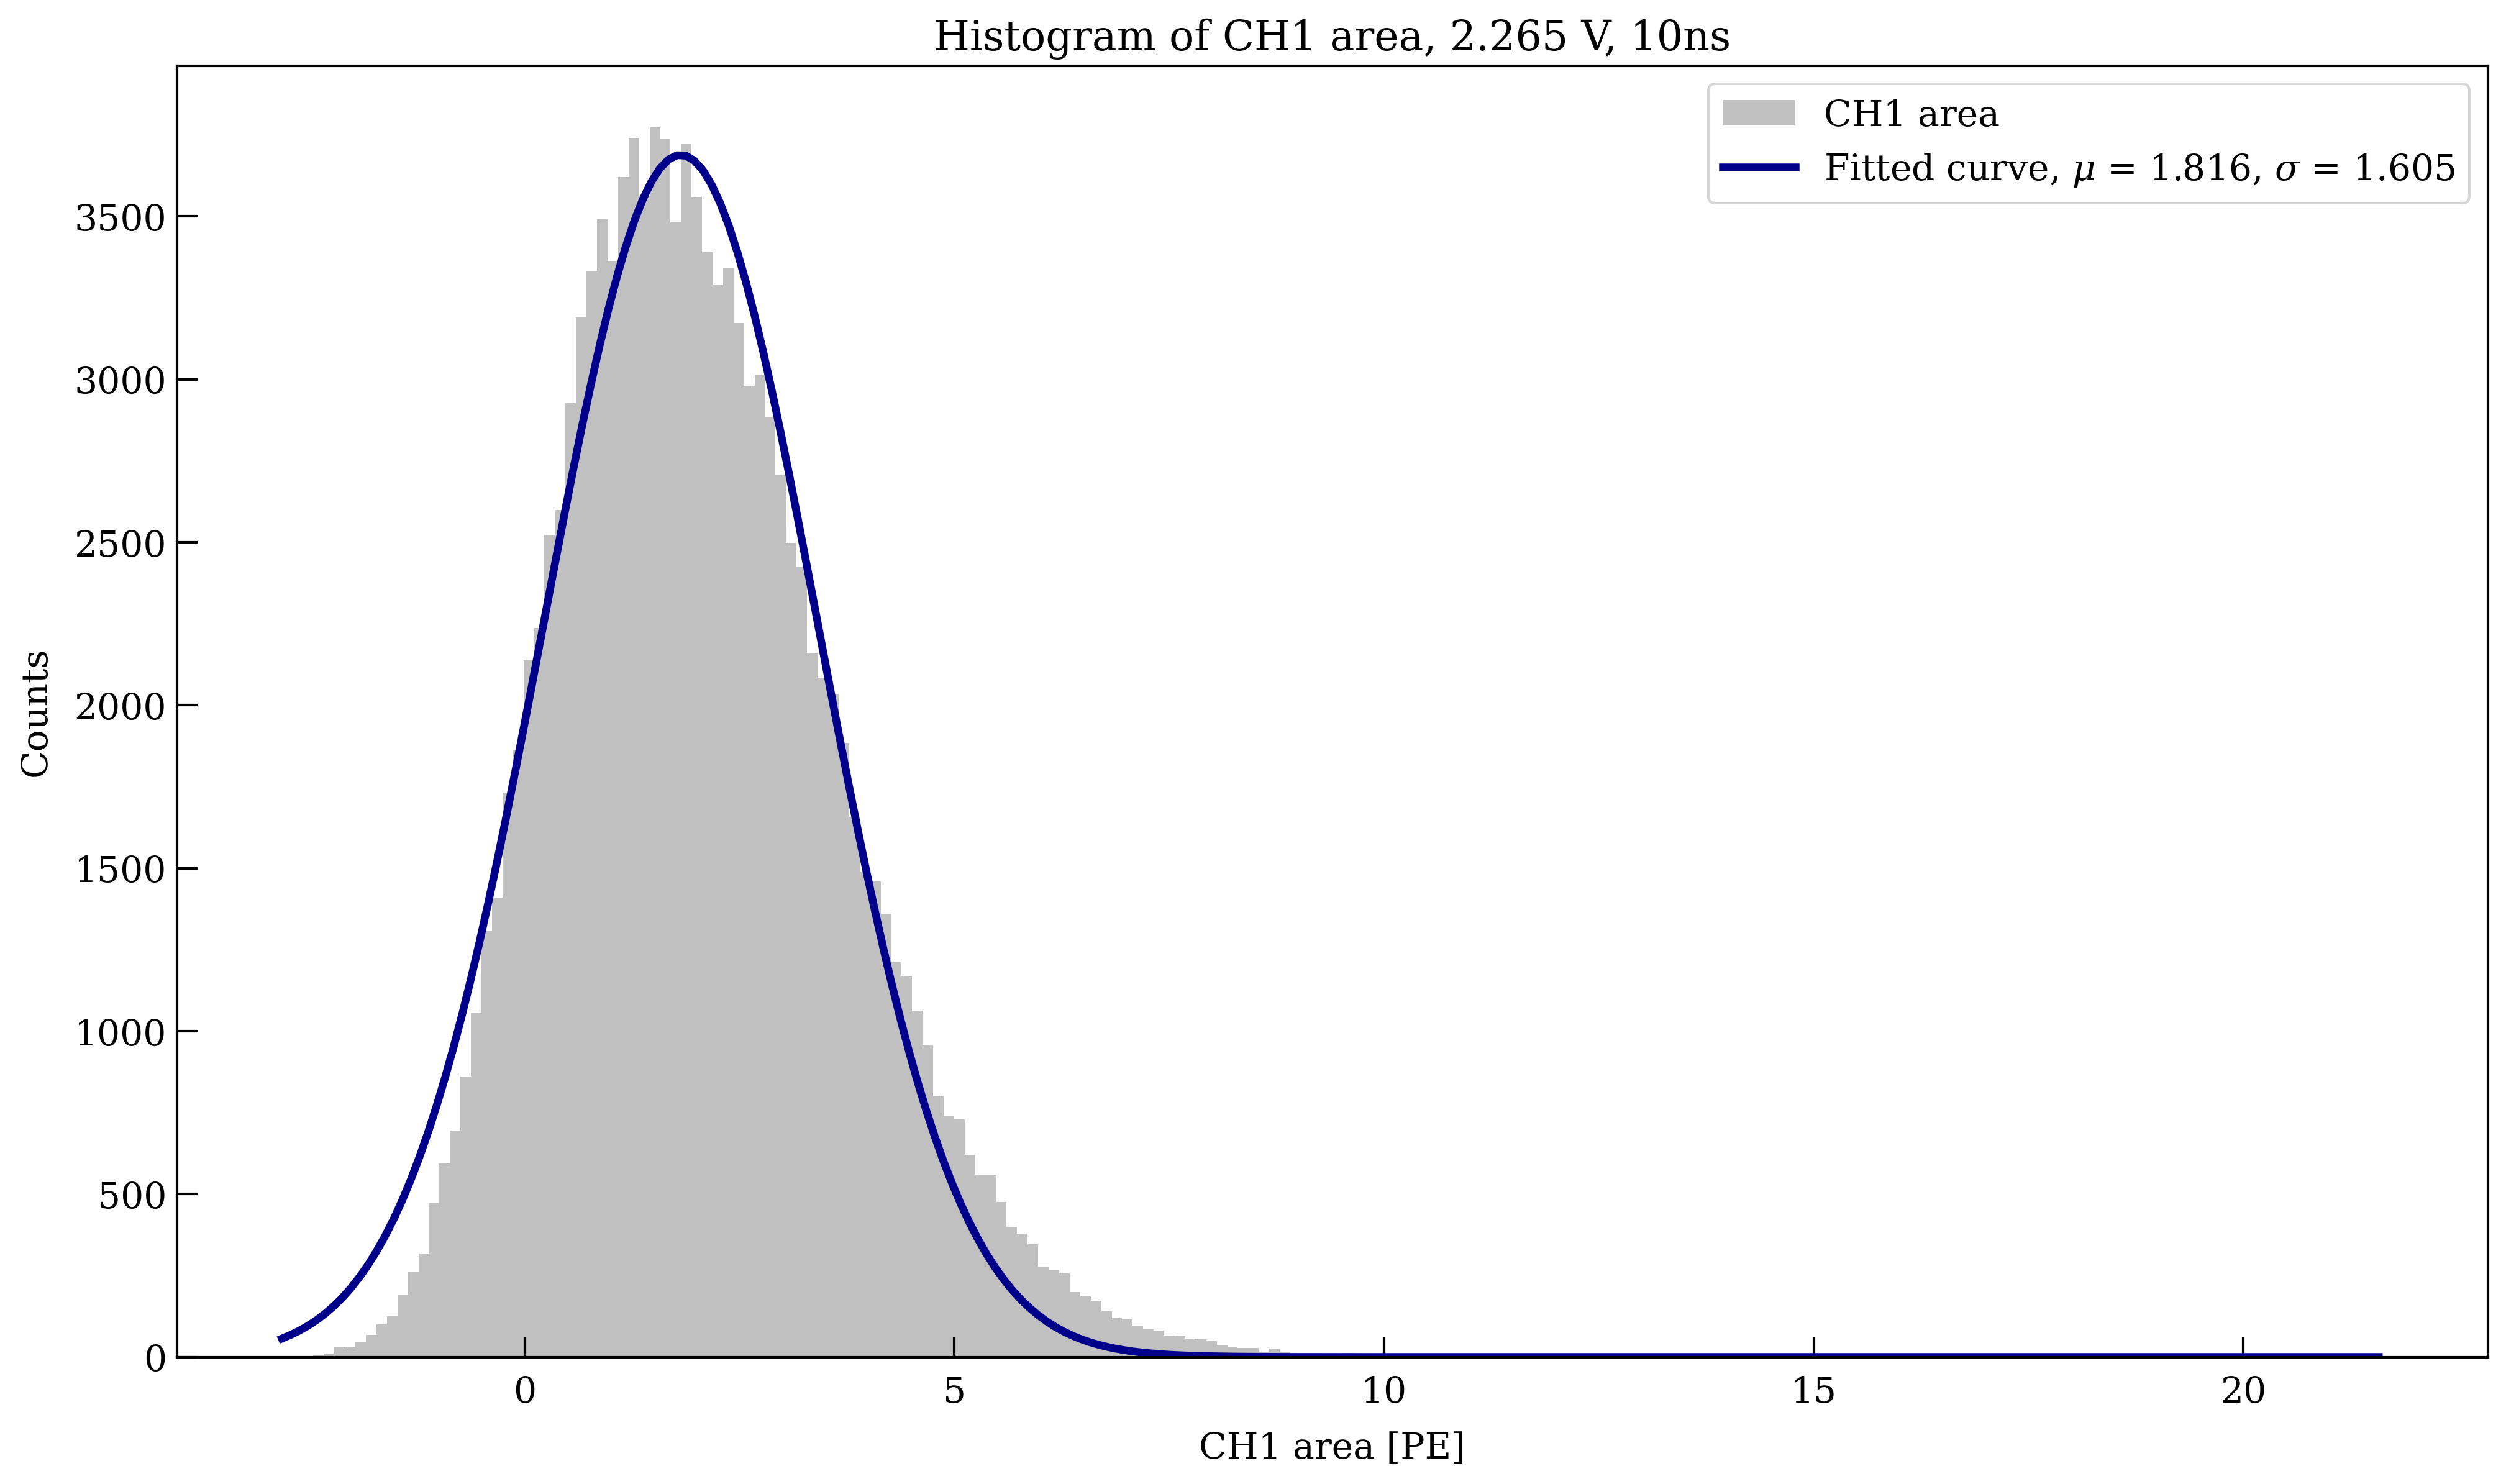 Histogram of CH1 area, 2.265 V, 10ns
CH1 area
Fitted curve, μ = 1.816, σ = 1.605
3500
3000
2500
2000
1500
1000
500
0
Counts
0 5 10 15 20
CH1 area [PE]